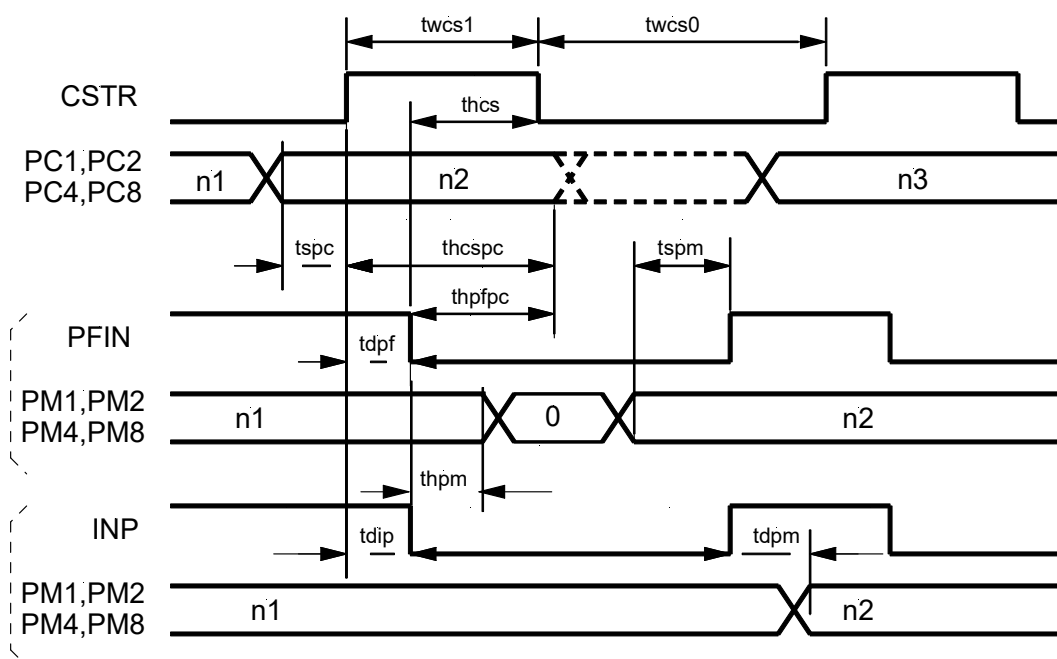 twcs1 twcs0
CSTR
thcs
PC1,PC2
PC4,PC8
n1 n2 n3
tspc thcspc tspm
thpfpc
PFIN
tdpf
PM1,PM2
PM4,PM8
n1 0 n2
thpm
INP
tdip tdpm
PM1,PM2
PM4,PM8
n1 n2